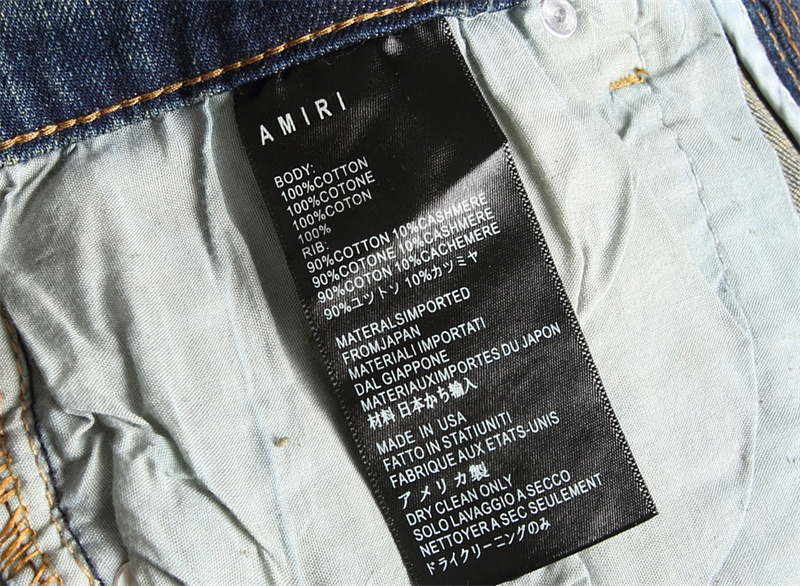 AMIRI
BODY:
100%COTTON
100%COTONE
100%COTON
100%
RIB:
90%COTTON 10%CASHMERE
90%COTONE 10%CASHMERE
90%COTON 10%CACHEMERE
90%ユツトソ 10%カツミヤ
MATERALSIMPORTED
FROMJAPAN
MATERIALI IMPORTATI
DAL GIAPPONE
MATERIAUXIMPORTES DU JAPON
材料 日本から輸入
MADE IN USA
FATTO IN STATIUNITI
FABRIQUE AUX ETATS-UNIS
アメリカ製
DRY CLEAN ONLY
SOLO LAVAGGIO A SECCO
NETTOYER A SEC SEULEMENT
ドライクリーニングのみ